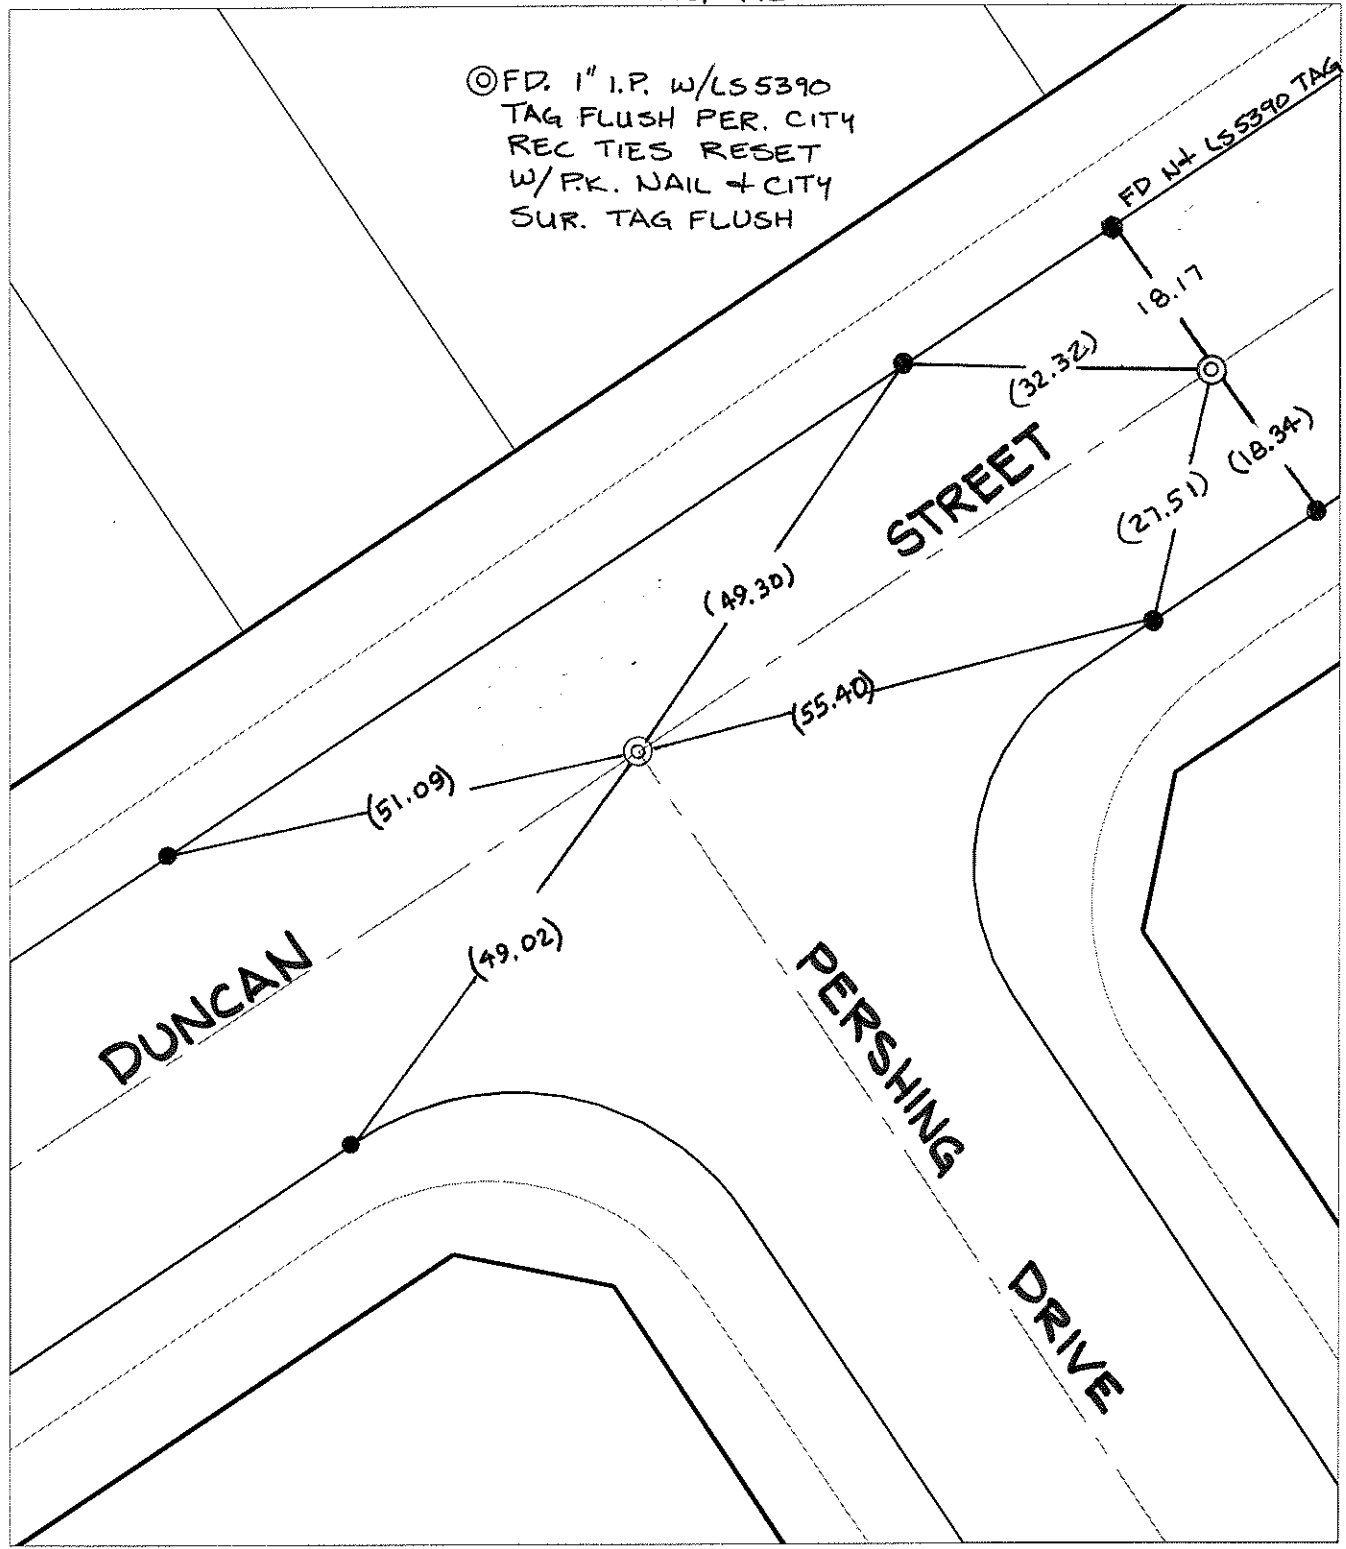 FD. 1" I.P. W/LS5390
TAG FLUSH PER. CITY
REC TIES RESET
W/P.K. NAIL & CITY
SUR. TAG FLUSH
FD N& LS5390 TAG
18.17
(32.32)
(18.34)
(27.51)
STREET
(49.30)
(55.40)
(51.09)
(49.02)
DUNCAN
PERSHING
DRIVE